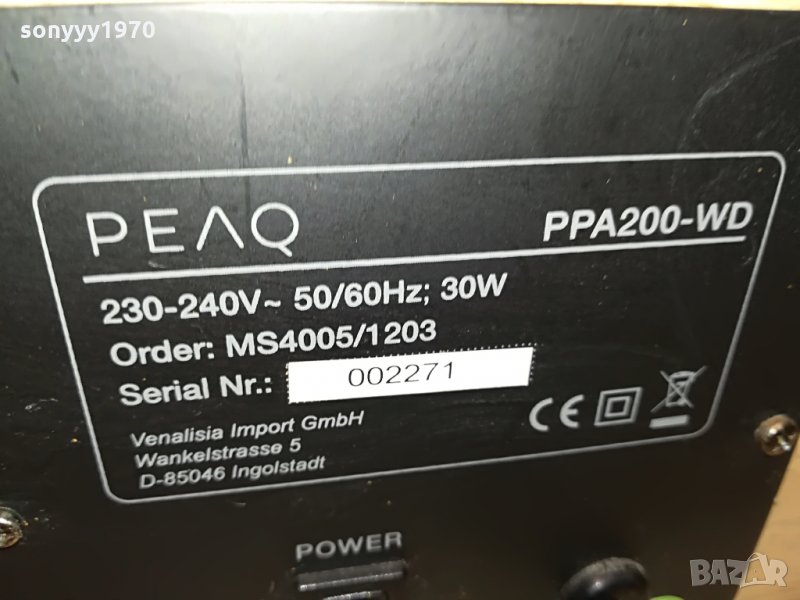 sonyyy1970
PEAQ PPA200-WD
230-240V~ 50/60Hz; 30W
Order: MS4005/1203
Serial Nr.: 002271
Venalisia Import GmbH
Wankelstrasse 5
D-85046 Ingolstadt
CE
POWER
BAZAR